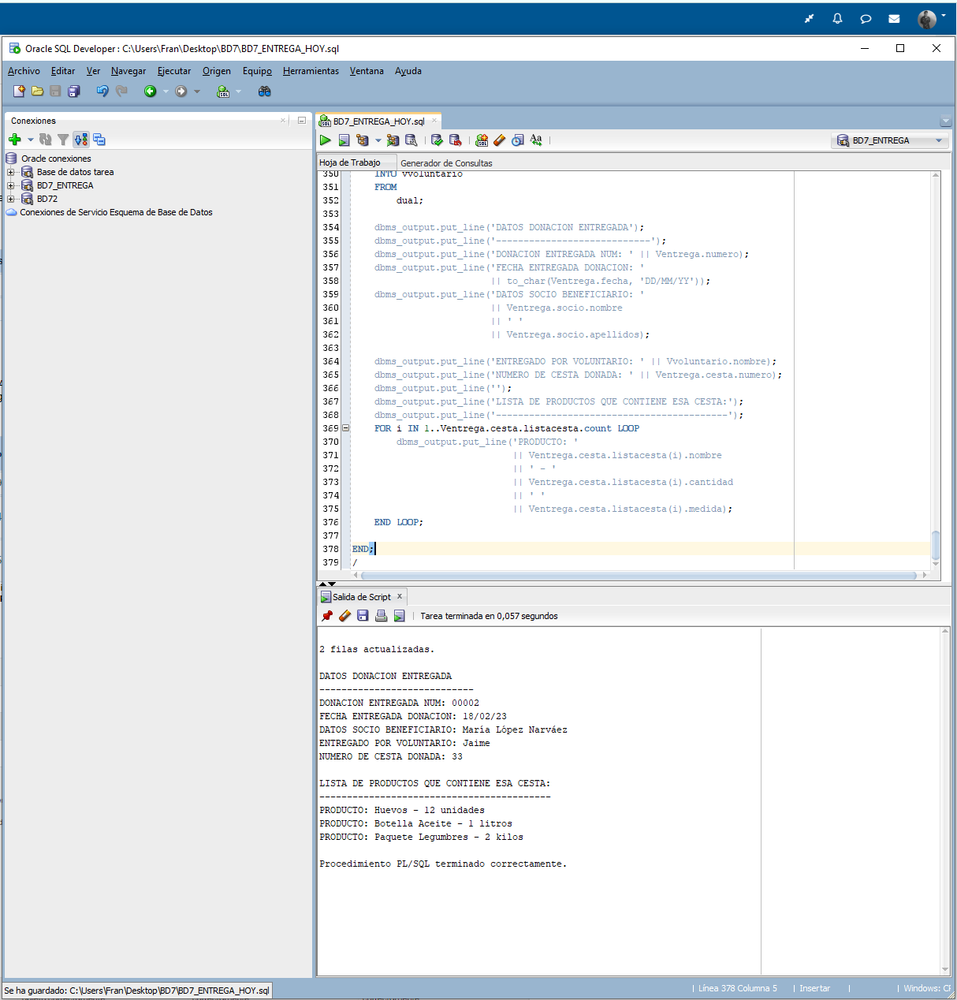 Oracle SQL Developer : C:\Users\Fran\Desktop\BD7\BD7_ENTREGA_HOY.sql
Archivo Editar Ver Navegar Ejecutar Origen Equipo Herramientas Ventana Ayuda
Conexiones
Oracle conexiones
Base de datos tarea
BD7_ENTREGA
BD72
Conexiones de Servicio Esquema de Base de Datos
BD7_ENTREGA_HOY.sql
BD7_ENTREGA
Hoja de Trabajo Generador de Consultas
350 INTO vvoluntario
351 FROM
352 dual;
353
354 dbms_output.put_line('DATOS DONACION ENTREGADA');
355 dbms_output.put_line('----------------------------');
356 dbms_output.put_line('DONACION ENTREGADA NUM: ' || Ventrega.numero);
357 dbms_output.put_line('FECHA ENTREGADA DONACION: '
358 || to_char(Ventrega.fecha, 'DD/MM/YY'));
359 dbms_output.put_line('DATOS SOCIO BENEFICIARIO: '
360 || Ventrega.socio.nombre
361 || ' '
362 || Ventrega.socio.apellidos);
363
364 dbms_output.put_line('ENTREGADO POR VOLUNTARIO: ' || Vvoluntario.nombre);
365 dbms_output.put_line('NUMERO DE CESTA DONADA: ' || Ventrega.cesta.numero);
366 dbms_output.put_line('');
367 dbms_output.put_line('LISTA DE PRODUCTOS QUE CONTIENE ESA CESTA:');
368 dbms_output.put_line('------------------------------------------');
369 FOR i IN 1..Ventrega.cesta.listacesta.count LOOP
370 dbms_output.put_line('PRODUCTO: '
371 || Ventrega.cesta.listacesta(i).nombre
372 || ' - '
373 || Ventrega.cesta.listacesta(i).cantidad
374 || ' '
375 || Ventrega.cesta.listacesta(i).medida);
376 END LOOP;
377
378 END;
379 /
Salida de Script x
Tarea terminada en 0,057 segundos
2 filas actualizadas.
DATOS DONACION ENTREGADA
----------------------------
DONACION ENTREGADA NUM: 00002
FECHA ENTREGADA DONACION: 18/02/23
DATOS SOCIO BENEFICIARIO: María López Narváez
ENTREGADO POR VOLUNTARIO: Jaime
NUMERO DE CESTA DONADA: 33
LISTA DE PRODUCTOS QUE CONTIENE ESA CESTA:
------------------------------------------
PRODUCTO: Huevos - 12 unidades
PRODUCTO: Botella Aceite - 1 litros
PRODUCTO: Paquete Legumbres - 2 kilos
Procedimiento PL/SQL terminado correctamente.
Se ha guardado: C:\Users\Fran\Desktop\BD7\BD7_ENTREGA_HOY.sql
| Línea 378 Columna 5 | Insertar | | Windows: